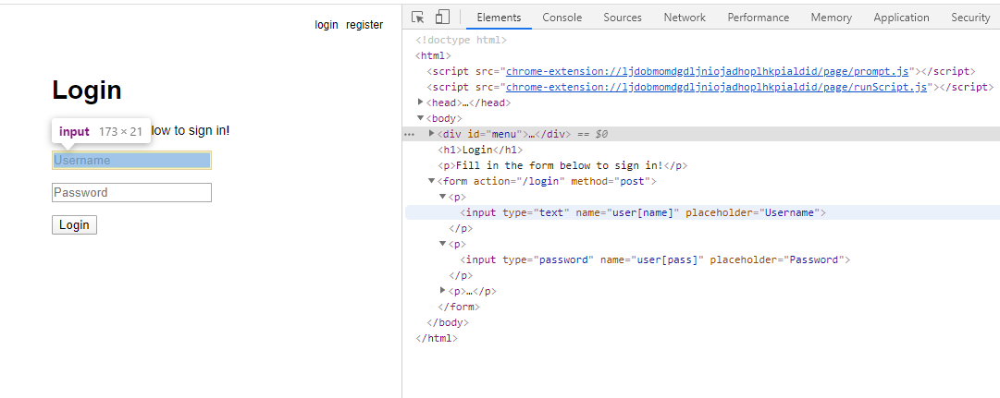 login register
Login
input 173 × 21
low to sign in!
Username
Password
Login
Elements Console Sources Network Performance Memory Application Security
<!doctype html>
<html>
<script src="chrome-extension://ljdobmomdgdljniojadhoplhkpialdid/page/prompt.js"></script>
<script src="chrome-extension://ljdobmomdgdljniojadhoplhkpialdid/page/runScript.js"></script>
<head>…</head>
<body>
<div id="menu">…</div> == $0
<h1>Login</h1>
<p>Fill in the form below to sign in!</p>
<form action="/login" method="post">
<p>
<input type="text" name="user[name]" placeholder="Username">
</p>
<p>
<input type="password" name="user[pass]" placeholder="Password">
</p>
<p>…</p>
</form>
</body>
</html>